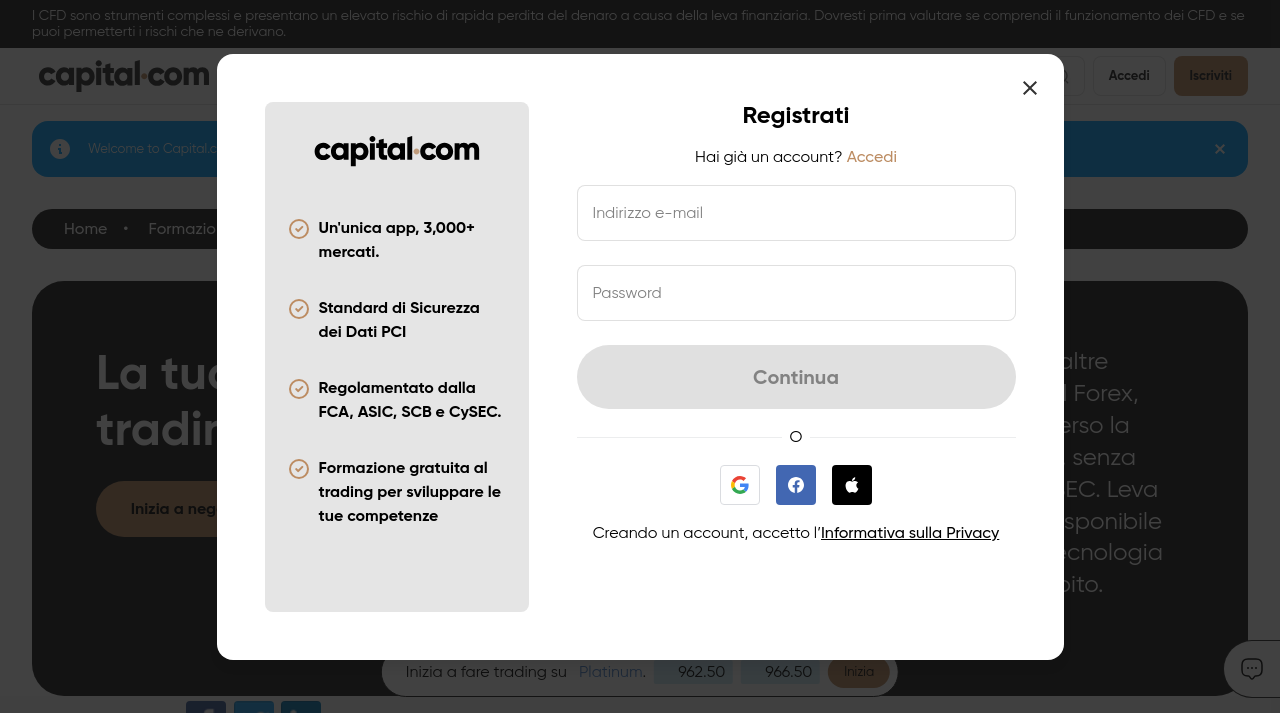 I CFD sono strumenti complessi e presentano un elevato rischio di rapida perdita del denaro a causa della leva finanziaria. Dovresti prima valutare se comprendi il funzionamento dei CFD e se
puoi permetterti i rischi che ne derivano.
capital.com
Accedi
Iscriviti
Welcome to Capital.c
Home • Formazio
La tua
trading
Inizia a neg
altre
l Forex,
erso la
, senza
SEC. Leva
isponibile
ecnologia
bito.
capital.com
Un'unica app, 3,000+
mercati.
Standard di Sicurezza
dei Dati PCI
Regolamentato dalla
FCA, ASIC, SCB e CySEC.
Formazione gratuita al
trading per sviluppare le
tue competenze
Registrati
Hai già un account? Accedi
Indirizzo e-mail
Password
Continua
O
Creando un account, accetto l’Informativa sulla Privacy
Inizia a fare trading su Platinum. 962.50 966.50 Inizia